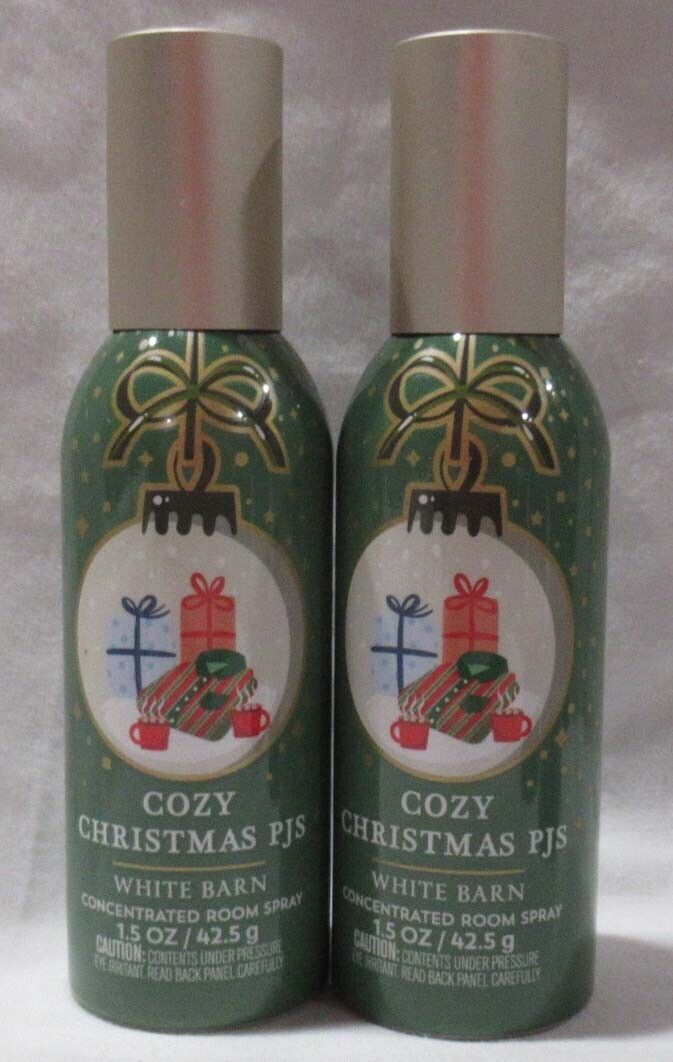 COZY
CHRISTMAS PJS
WHITE BARN
CONCENTRATED ROOM SPRAY
1.5 OZ / 42.5 g
CAUTION: CONTENTS UNDER PRESSURE
EYE IRRITANT. READ BACK PANEL CAREFULLY
COZY
CHRISTMAS PJS
WHITE BARN
CONCENTRATED ROOM SPRAY
1.5 OZ / 42.5 g
CAUTION: CONTENTS UNDER PRESSURE
EYE IRRITANT. READ BACK PANEL CAREFULLY